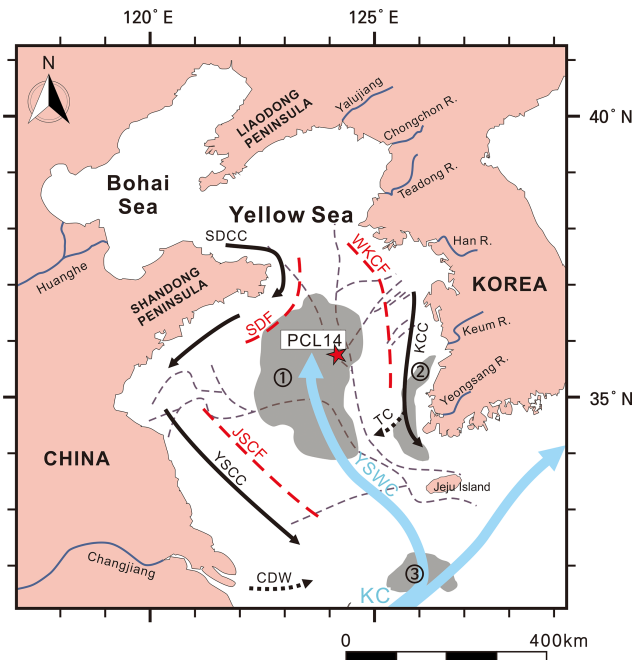 120°E
125°E
N
40°N
LIAODONG
PENINSULA
Yalujiang
Chongchon R.
Teadong R.
Bohai
Sea
Yellow Sea
SDCC
WKCF
Han R.
Huanghe
SHANDONG
PENINSULA
KOREA
SDF
KCC
Keum R.
PCL14
①
②
Yeongsang R.
35°N
TC
JSCF
YSCC
CHINA
YSWC
Jeju Island
Changjiang
③
CDW
KC
0
400km